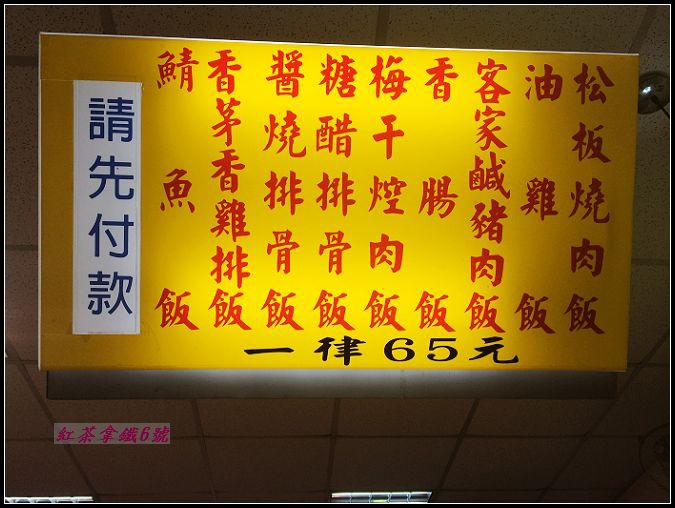 松板燒肉飯
油雞飯
客家鹹豬肉飯
香腸飯
梅干焢肉飯
糖醋排骨飯
醬燒排骨飯
香茅香雞排飯
鯖魚飯
請先付款
一律65元
紅茶拿鐵6號